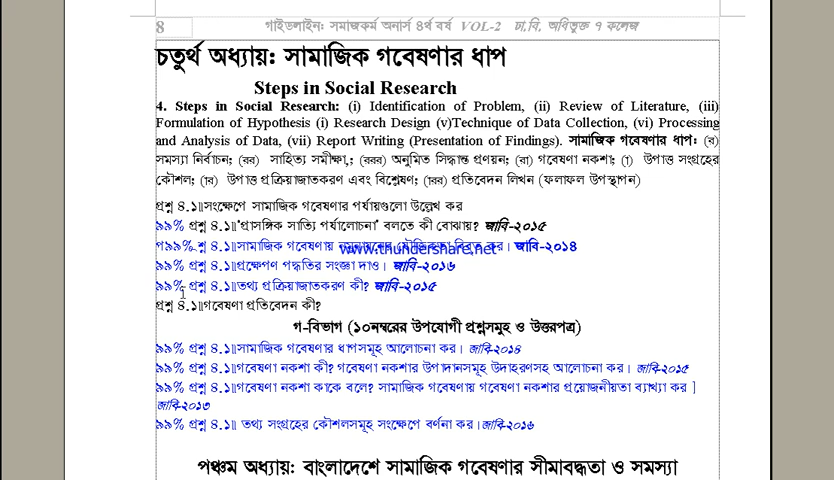 8 গাইডলাইন: সমাজকর্ম অনার্স ৪র্থ বর্ষ VOL-2 ঢা,বি, অধিভুক্ত ৭ কলেজ
চতুর্থ অধ্যায়: সামাজিক গবেষণার ধাপ
Steps in Social Research
4. Steps in Social Research: (i) Identification of Problem, (ii) Review of Literature, (iii)
Formulation of Hypothesis (i) Research Design (v)Technique of Data Collection, (vi) Processing
and Analysis of Data, (vii) Report Writing (Presentation of Findings). সামাজিক গবেষণার ধাপ: (র)
সমস্যা নির্বাচন; (রর) সাহিত্য সমীক্ষা,; (ররর) অনুমিত সিদ্ধান্ত প্রণয়ন; (রা) গবেষণা নকশা; (া) উপাত্ত সংগ্রহের
কৌশল; (ার) উপাত্ত প্রক্রিয়াজাতকরণ এবং বিশ্লেষণ; (ারর) প্রতিবেদন লিখন (ফলাফল উপস্থাপন)
প্রশ্ন ৪.১॥সংক্ষেপে সামাজিক গবেষণার পর্যায়গুলো উল্লেখ কর
৯৯% প্রশ্ন ৪.১॥'প্রাসঙ্গিক সাত্যি পর্যালোচনা' বলতে কী বোঝায়? জাবি-২০১৫
গ৯৯% প্রশ্ন ৪.১॥সামাজিক গবেষণায় কর। জাবি-২০১৪
www.thundershare.net
৯৯% প্রশ্ন ৪.১॥প্রক্ষেপণ পদ্ধতির সংজ্ঞা দাও। জাবি-২০১৬
৯৯% প্রশ্ন ৪.১॥তথ্য প্রক্রিয়াজাতকরণ কী? জাবি-২০১৫
প্রশ্ন ৪.১॥গবেষণা প্রতিবেদন কী?
গ-বিভাগ (১০নম্বরের উপযোগী প্রশ্নসমুহ ও উত্তরপত্র)
৯৯% প্রশ্ন ৪.১॥সামাজিক গবেষণার ধাপসমূহ আলোচনা কর। জাবি-২০১৪
৯৯% প্রশ্ন ৪.১॥গবেষণা নকশা কী? গবেষণা নকশার উপাদানসমূহ উদাহরণসহ আলোচনা কর। জাবি-২০১৫
৯৯% প্রশ্ন ৪.১॥গবেষণা নকশা কাকে বলে? সামাজিক গবেষণায় গবেষণা নকশার প্রয়োজনীয়তা ব্যাখ্যা কর ]
জাবি-২০১৩
৯৯% প্রশ্ন ৪.১॥ তথ্য সংগ্রহের কৌশলসমূহ সংক্ষেপে বর্ণনা কর।জাবি-২০১৬
পঞ্চম অধ্যায়: বাংলাদেশে সামাজিক গবেষণার সীমাবদ্ধতা ও সমস্যা